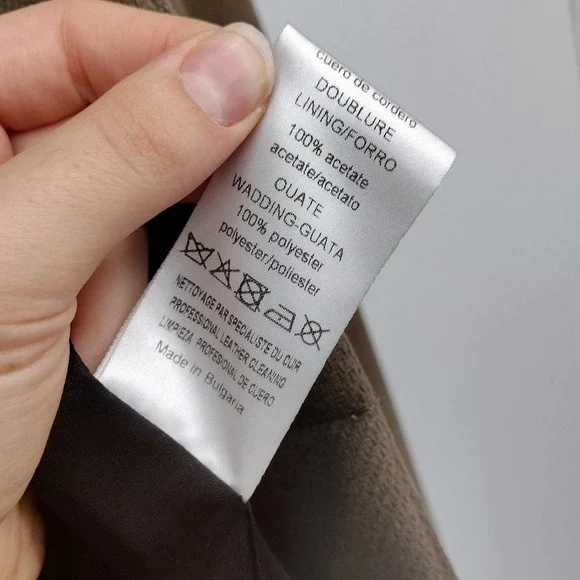 cuero de cordero
DOUBLURE
LINING/FORRO
100% acetate
acetate/acetato
OUATE
WADDING-GUATA
100% polyester
polyester/poliester
NETTOYAGE PAR SPECIALISTE DU CUIR
PROFESSIONAL LEATHER CLEANING
LIMPIEZA PROFESIONAL DE CUERO
Made in Bulgaria